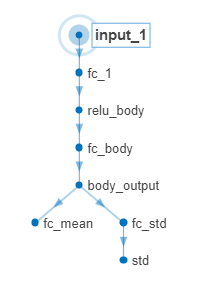 input_1
fc_1
relu_body
fc_body
body_output
fc_mean
fc_std
std